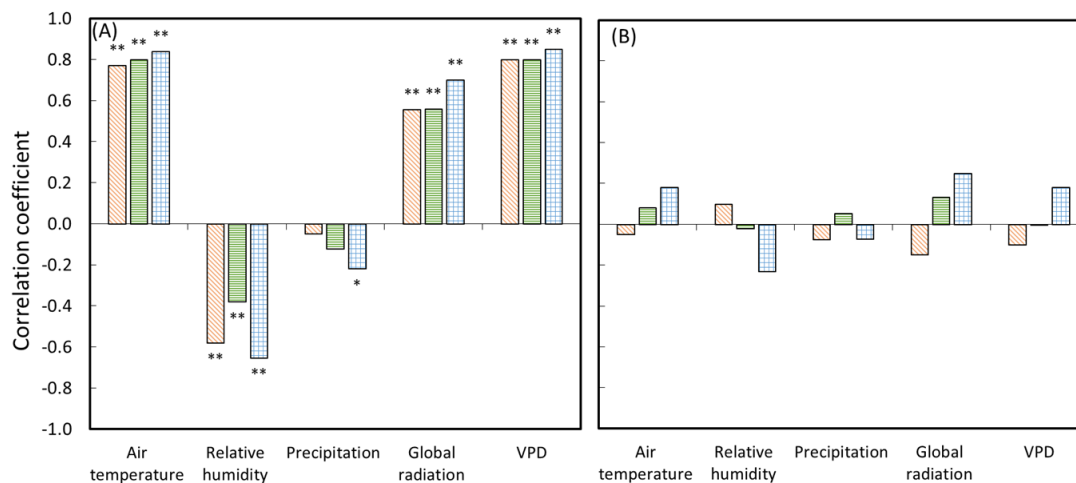 (A)
(B)
Correlation coefficient
1.0
0.8
0.6
0.4
0.2
0.0
-0.2
-0.4
-0.6
-0.8
-1.0
** ** **
** ** **
** ** **
** ** **
*
Air temperature
Relative humidity
Precipitation
Global radiation
VPD
Air temperature
Relative humidity
Precipitation
Global radiation
VPD